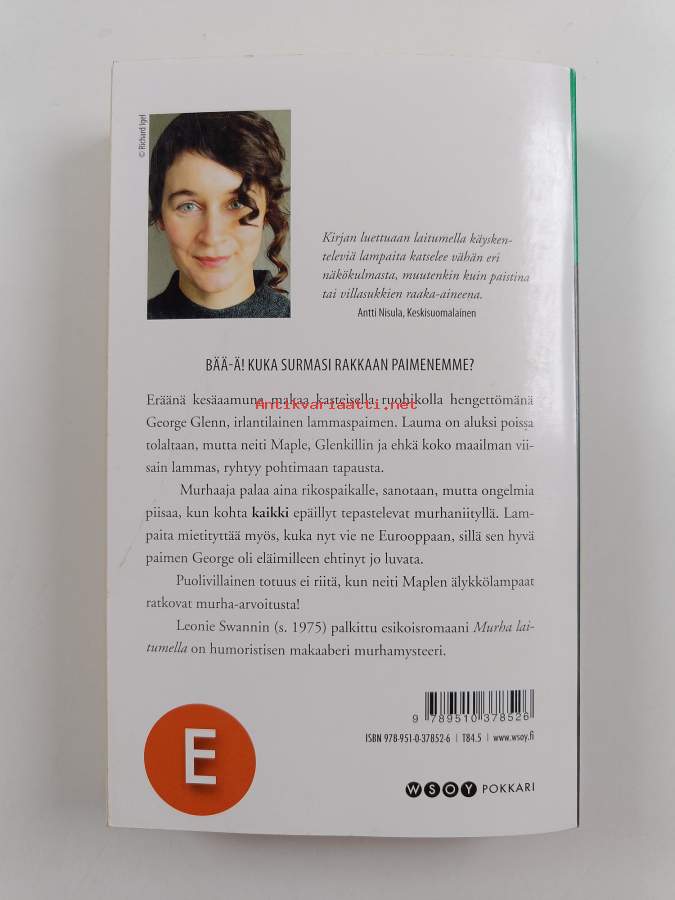 © Richard Igel
Kirjan luettuaan laitumella käysken-
televiä lampaita katselee vähän eri
näkökulmasta, muutenkin kuin paistina
tai villasukkien raaka-aineena.
Antti Nisula, Keskisuomalainen
BÄÄ-Ä! KUKA SURMASI RAKKAAN PAIMENEMME?
Eräänä kesäaamuna makaa kasteisella ruohikolla hengettömänä
Antikvariaatti.net
George Glenn, irlantilainen lammaspaimen. Lauma on aluksi poissa
tolaltaan, mutta neiti Maple, Glenkillin ja ehkä koko maailman vii-
sain lammas, ryhtyy pohtimaan tapausta.
Murhaaja palaa aina rikospaikalle, sanotaan, mutta ongelmia
piisaa, kun kohta kaikki epäillyt tepastelevat murhaniityllä. Lam-
paita mietityttää myös, kuka nyt vie ne Eurooppaan, sillä sen hyvä
paimen George oli eläimilleen ehtinyt jo luvata.
Puolivillainen totuus ei riitä, kun neiti Maplen älykkölampaat
ratkovat murha-arvoitusta!
Leonie Swannin (s. 1975) palkittu esikoisromaani Murha lai-
tumella on humoristisen makaaberi murhamysteeri.
9 789510 378526
ISBN 978-951-0-37852-6 | T84.5 | www.wsoy.fi
E
WSOY POKKARI